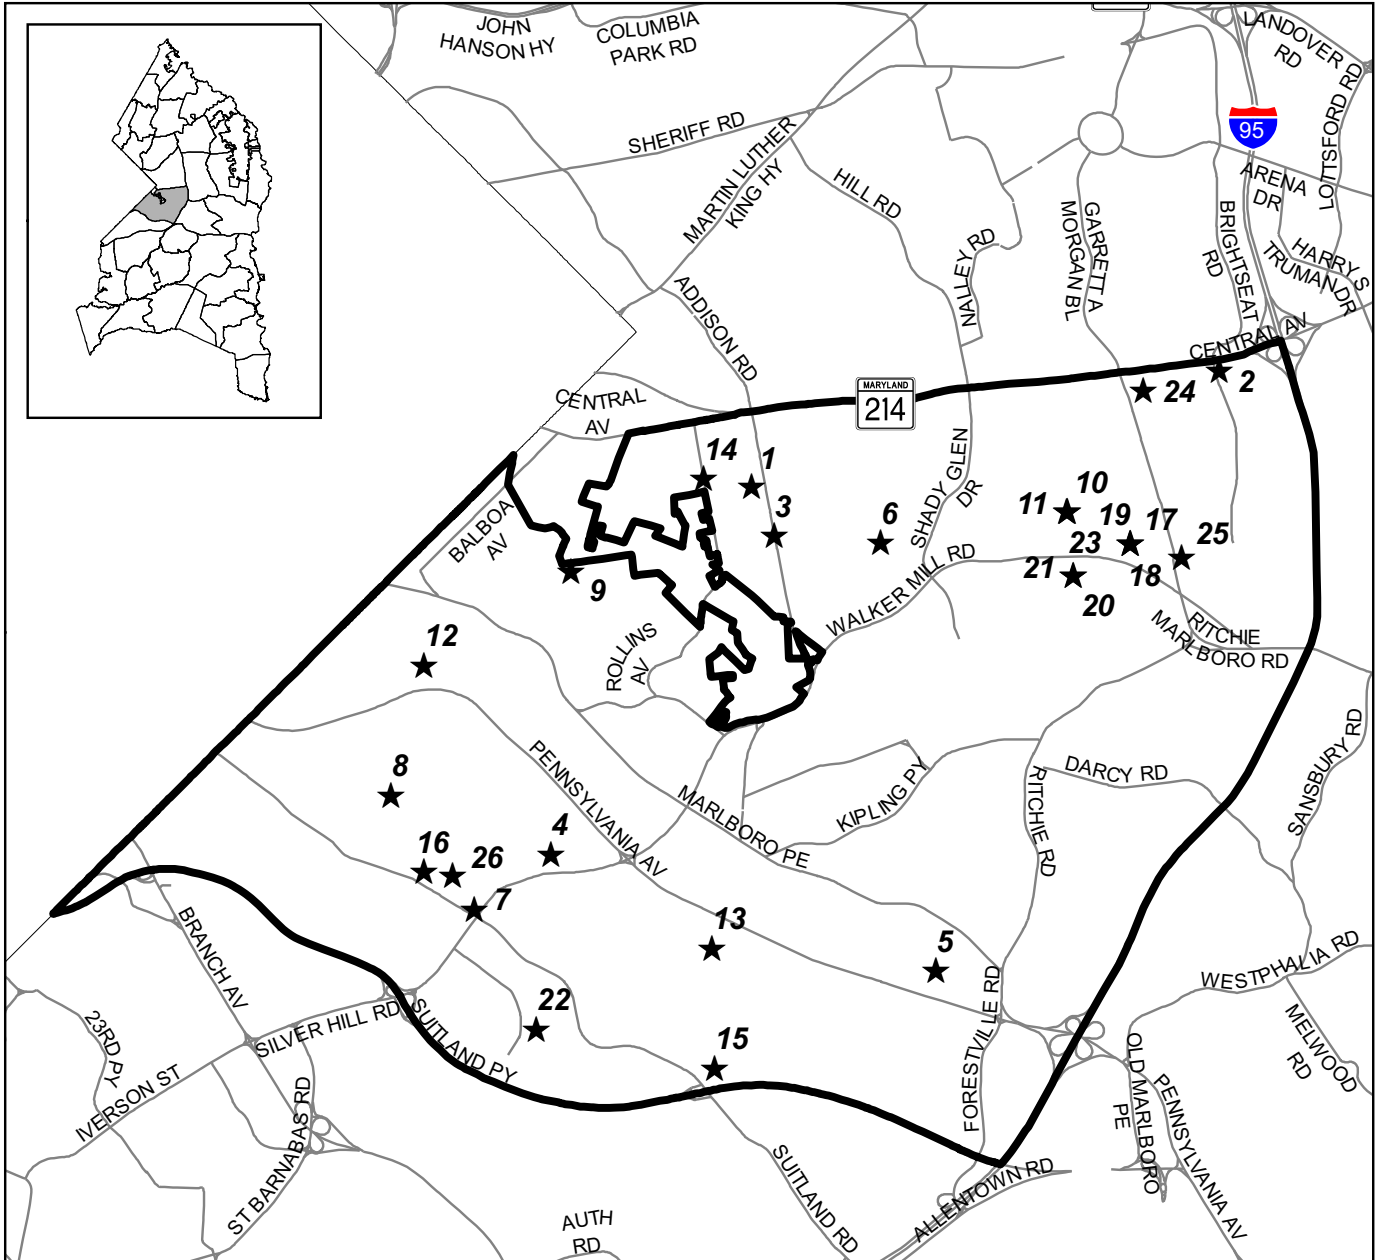 JOHN
HANSON HY
COLUMBIA
PARK RD
LANDOVER
RD
LOTTSFORD RD
SHERIFF RD
MARTIN LUTHER
KING HY
95
ARENA
DR
HILL RD
NALLEY RD
GARRETT A
MORGAN BL
BRIGHTSEAT
RD
HARRY S
TRUMAN DR
ADDISON RD
CENTRAL AV
CENTRAL
AV
MARYLAND
214
24
2
14
1
3
6
SHADY GLEN
DR
10
11
19
17
23
18
25
21
20
BALBOA
AV
9
WALKER MILL RD
RITCHIE
MARLBORO RD
ROLLINS
AV
12
8
PENNSYLVANIA AV
MARLBORO PE
KIPLING PY
RITCHIE RD
DARCY RD
SANSBURY RD
4
16
26
7
13
5
BRANCH AV
WESTPHALIA RD
MELWOOD
RD
22
15
23RD PY
SILVER HILL RD
SUITLAND PY
FORESTVILLE RD
OLD MARLBORO
PE
PENNSYLVANIA AV
IVERSON ST
ST BARNABAS RD
SUITLAND RD
ALLENTOWN RD
AUTH
RD